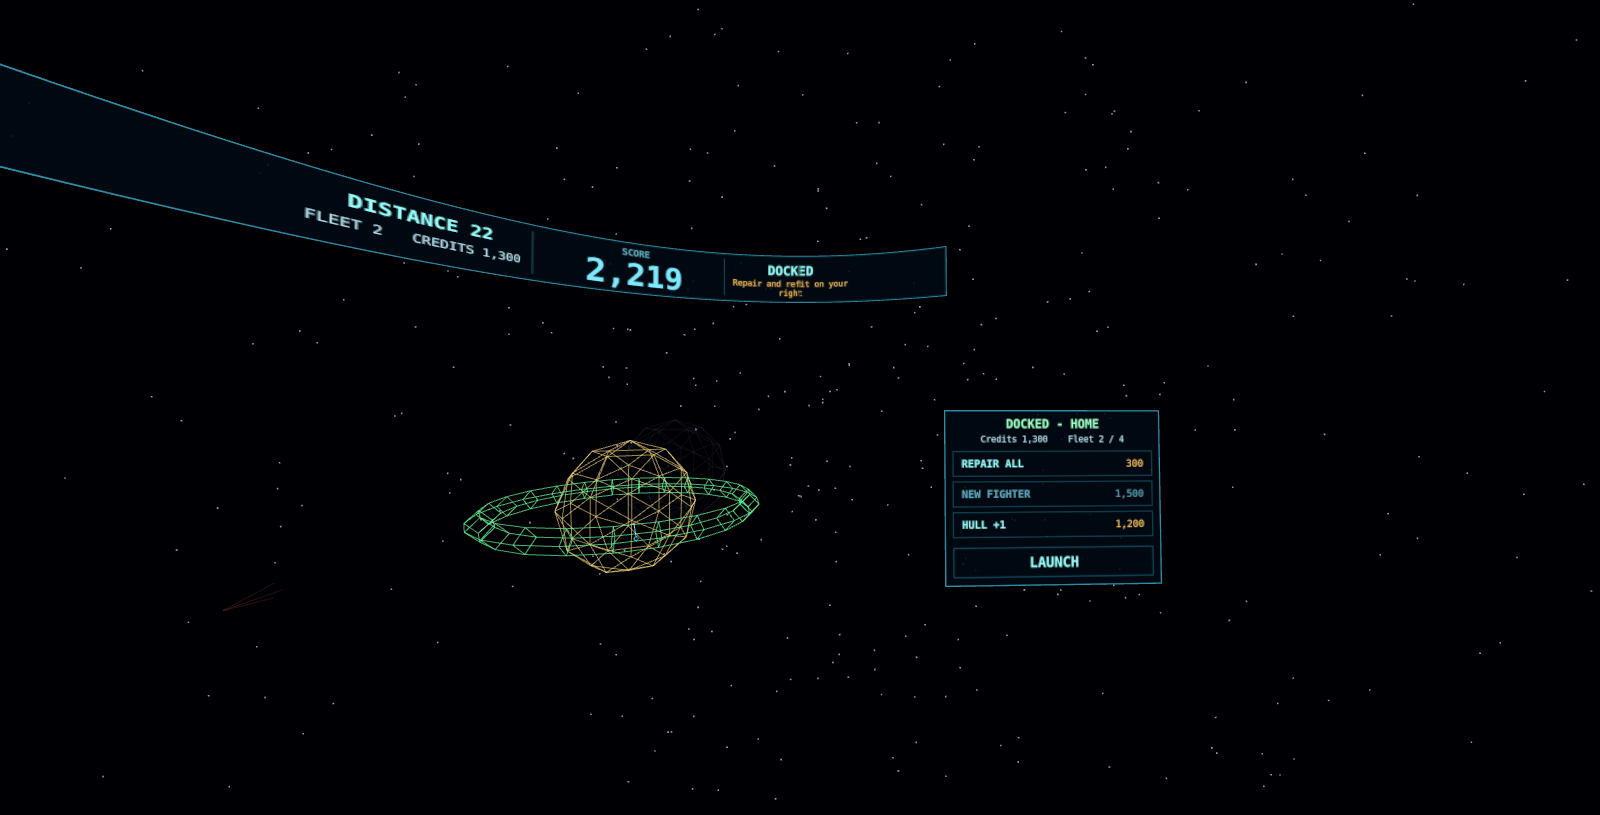 DISTANCE 22
FLEET 2 CREDITS 1,300
SCORE
2,219
DOCKED
Repair and refit on your
right
DOCKED - HOME
Credits 1,300 Fleet 2 / 4
REPAIR ALL 300
NEW FIGHTER 1,500
HULL +1 1,200
LAUNCH